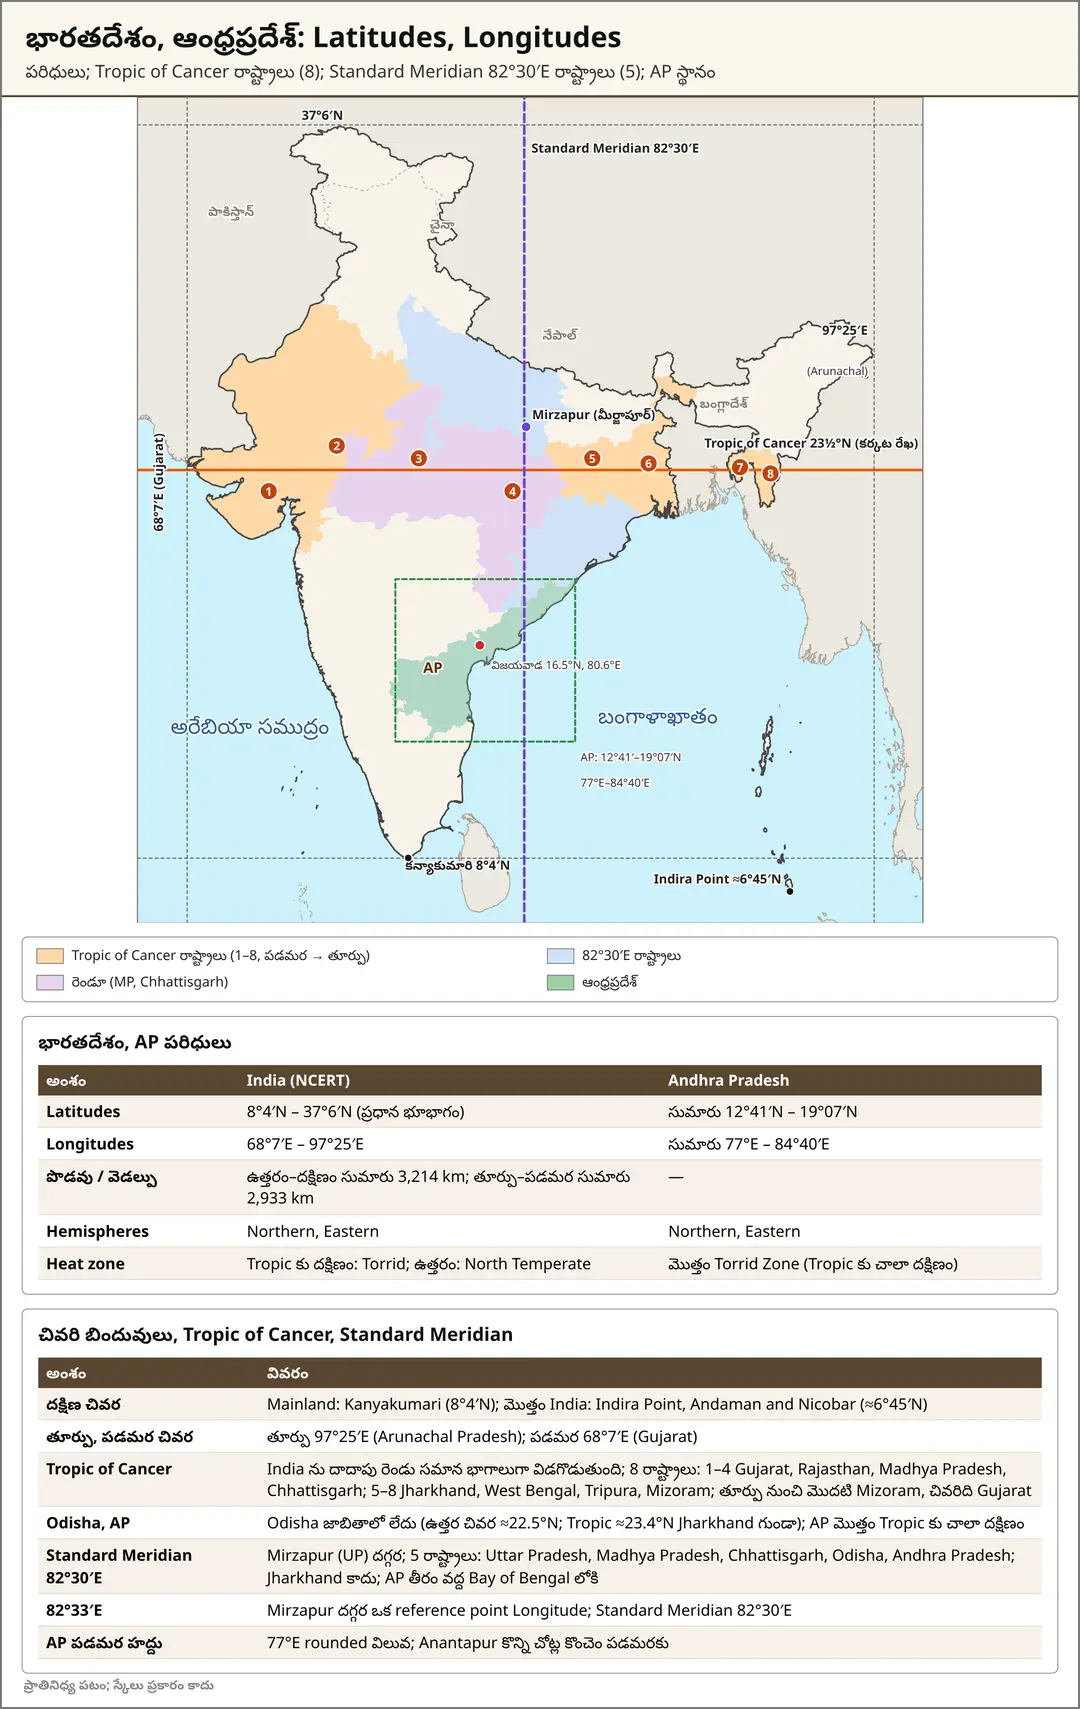 భారతదేశం, ఆంధ్రప్రదేశ్: Latitudes, Longitudes
పరిధులు; Tropic of Cancer రాష్ట్రాలు (8); Standard Meridian 82°30′E రాష్ట్రాలు (5); AP స్థానం
37°6′N
Standard Meridian 82°30′E
పాకిస్తాన్
చైనా
నేపాల్
97°25′E
(Arunachal)
బంగ్లాదేశ్
Mirzapur (మీర్జాపూర్)
Tropic of Cancer 23½°N (కర్కట రేఖ)
68°7′E (Gujarat)
1
2
3
4
5
6
7
8
AP
విజయవాడ 16.5°N, 80.6°E
అరేబియా సముద్రం
బంగాళాఖాతం
AP: 12°41′–19°07′N
77°E–84°40′E
కన్యాకుమారి 8°4′N
Indira Point ≈6°45′N
Tropic of Cancer రాష్ట్రాలు (1–8, పడమర → తూర్పు)
82°30′E రాష్ట్రాలు
రెండూ (MP, Chhattisgarh)
ఆంధ్రప్రదేశ్
భారతదేశం, AP పరిధులు
అంశం India (NCERT) Andhra Pradesh
Latitudes 8°4′N – 37°6′N (ప్రధాన భూభాగం) సుమారు 12°41′N – 19°07′N
Longitudes 68°7′E – 97°25′E సుమారు 77°E – 84°40′E
పొడవు / వెడల్పు ఉత్తరం–దక్షిణం సుమారు 3,214 km; తూర్పు–పడమర సుమారు —
2,933 km
Hemispheres Northern, Eastern Northern, Eastern
Heat zone Tropic కు దక్షిణం: Torrid; ఉత్తరం: North Temperate మొత్తం Torrid Zone (Tropic కు చాలా దక్షిణం)
చివరి బిందువులు, Tropic of Cancer, Standard Meridian
అంశం వివరం
దక్షిణ చివర Mainland: Kanyakumari (8°4′N); మొత్తం India: Indira Point, Andaman and Nicobar (≈6°45′N)
తూర్పు, పడమర చివర తూర్పు 97°25′E (Arunachal Pradesh); పడమర 68°7′E (Gujarat)
Tropic of Cancer India ను దాదాపు రెండు సమాన భాగాలుగా విడగొడుతుంది; 8 రాష్ట్రాలు: 1–4 Gujarat, Rajasthan, Madhya Pradesh,
Chhattisgarh; 5–8 Jharkhand, West Bengal, Tripura, Mizoram; తూర్పు నుంచి మొదటి Mizoram, చివరిది Gujarat
Odisha, AP Odisha జాబితాలో లేదు (ఉత్తర చివర ≈22.5°N; Tropic ≈23.4°N Jharkhand గుండా); AP మొత్తం Tropic కు చాలా దక్షిణం
Standard Meridian Mirzapur (UP) దగ్గర; 5 రాష్ట్రాలు: Uttar Pradesh, Madhya Pradesh, Chhattisgarh, Odisha, Andhra Pradesh;
82°30′E Jharkhand కాదు; AP తీరం వద్ద Bay of Bengal లోకి
82°33′E Mirzapur దగ్గర ఒక reference point Longitude; Standard Meridian 82°30′E
AP పడమర హద్దు 77°E rounded విలువ; Anantapur కొన్ని చోట్ల కొంచెం పడమరకు
ప్రాతినిధ్య పటం; స్కేలు ప్రకారం కాదు